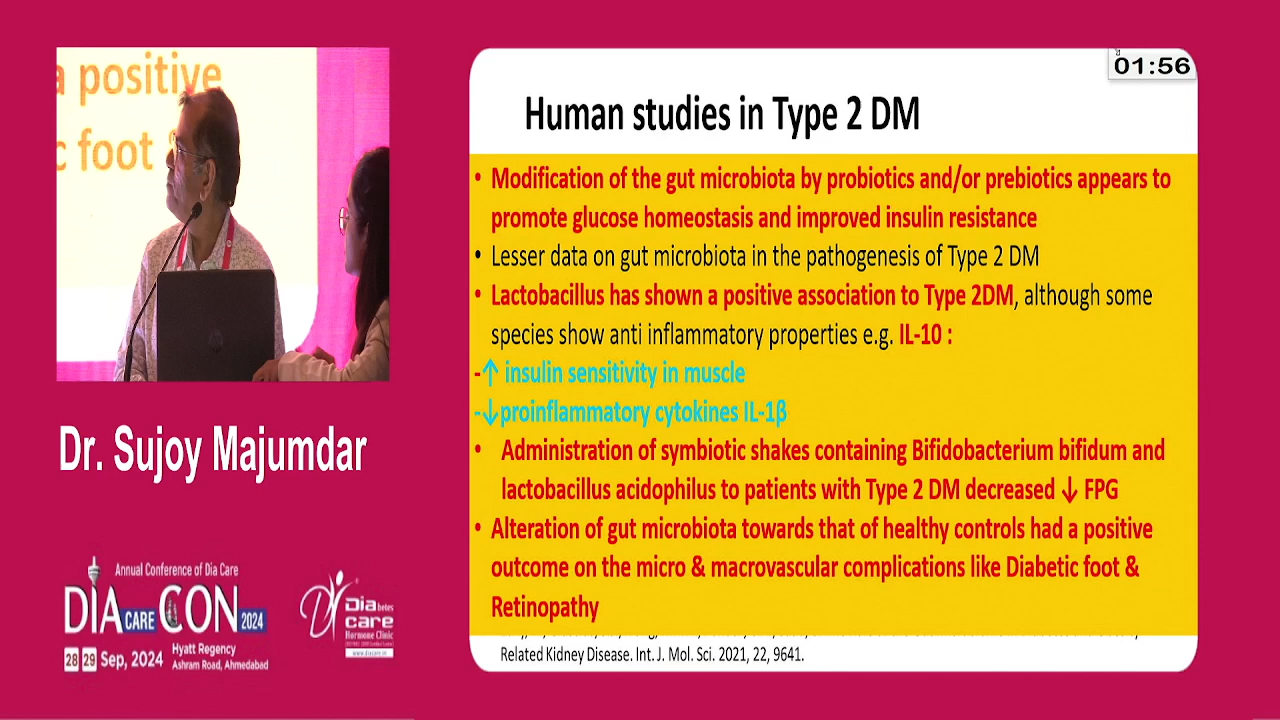 a positive
c foot
Dr. Sujoy Majumdar
Annual Conference of Dia Care
DIA CARE CON 2024
28 29 Sep, 2024
Hyatt Regency
Ashram Road, Ahmedabad
Diabetes
care
Hormone Clinic
www.diacare.in
01:56
Human studies in Type 2 DM
• Modification of the gut microbiota by probiotics and/or prebiotics appears to
promote glucose homeostasis and improved insulin resistance
• Lesser data on gut microbiota in the pathogenesis of Type 2 DM
• Lactobacillus has shown a positive association to Type 2DM, although some
species show anti inflammatory properties e.g. IL-10 :
-↑ insulin sensitivity in muscle
-↓proinflammatory cytokines IL-1β
• Administration of symbiotic shakes containing Bifidobacterium bifidum and
lactobacillus acidophilus to patients with Type 2 DM decreased ↓ FPG
• Alteration of gut microbiota towards that of healthy controls had a positive
outcome on the micro & macrovascular complications like Diabetic foot &
Retinopathy
Related Kidney Disease. Int. J. Mol. Sci. 2021, 22, 9641.